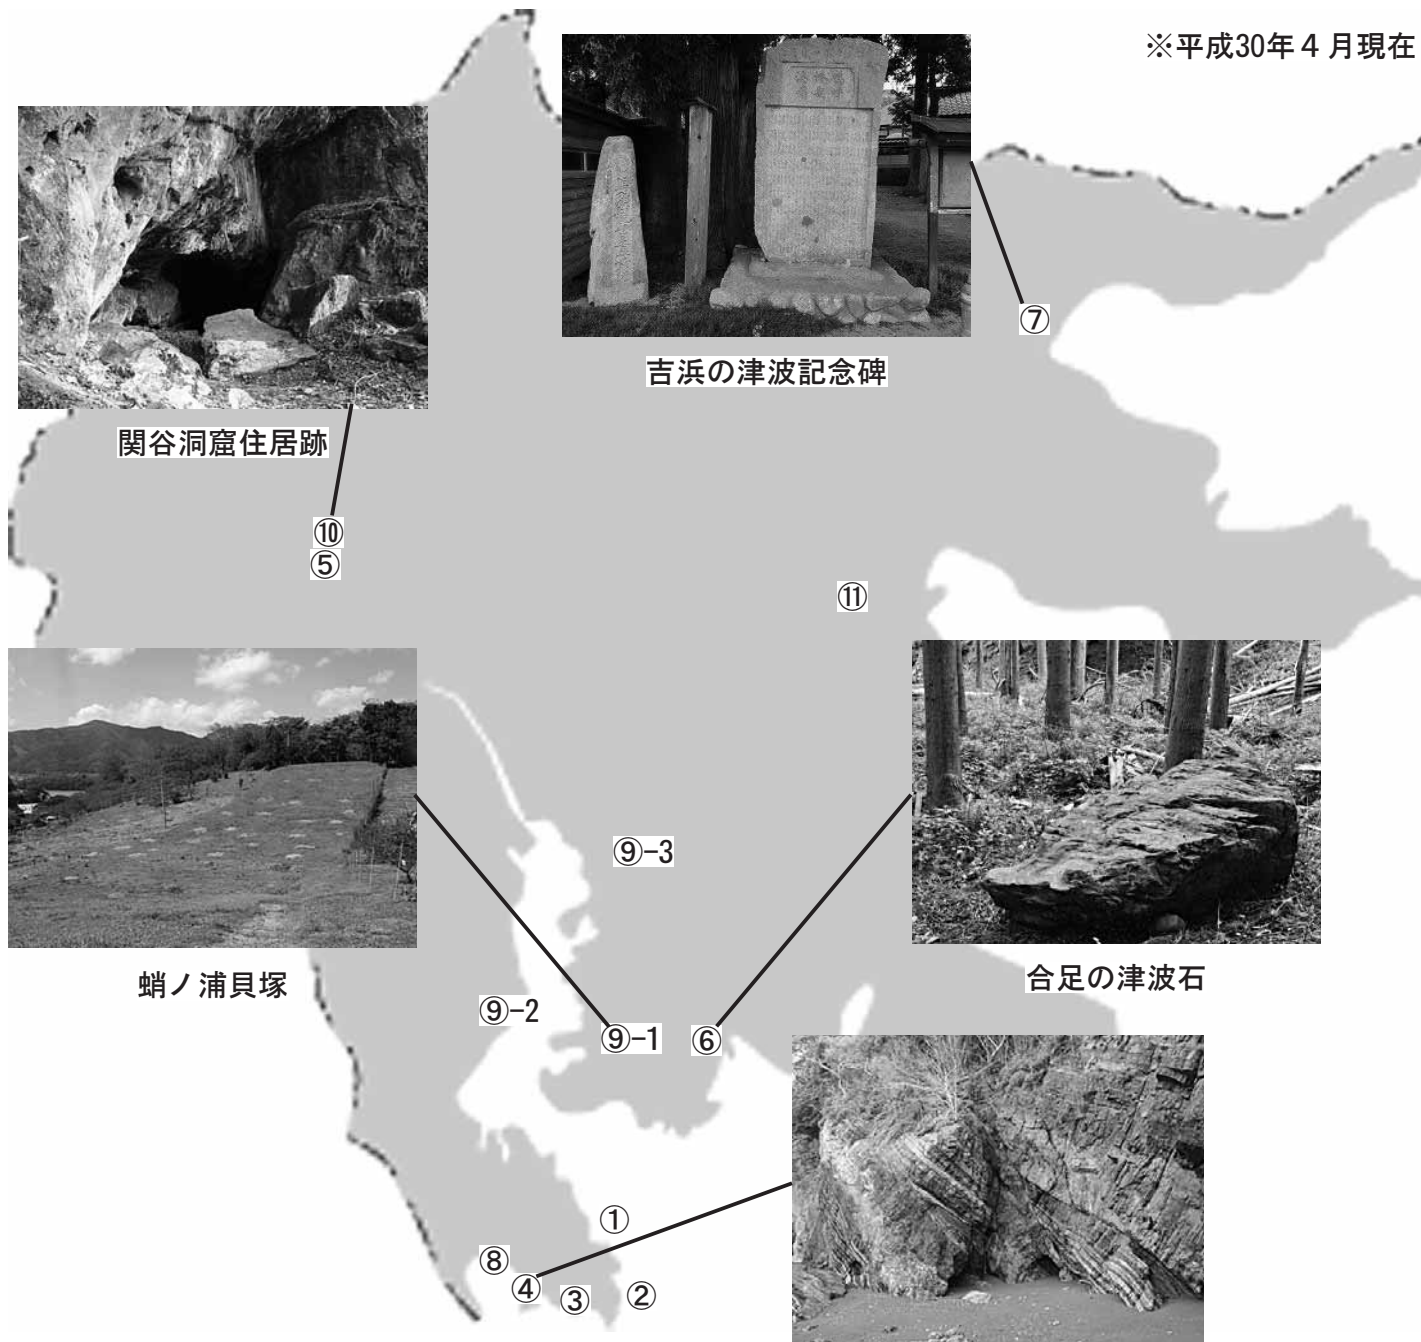 ※平成30年4月現在
吉浜の津波記念碑
⑦
関谷洞窟住居跡
⑩
⑤
⑪
⑨-3
蛸ノ浦貝塚
合足の津波石
⑨-2
⑨-1
⑥
①
⑧
④
③
②